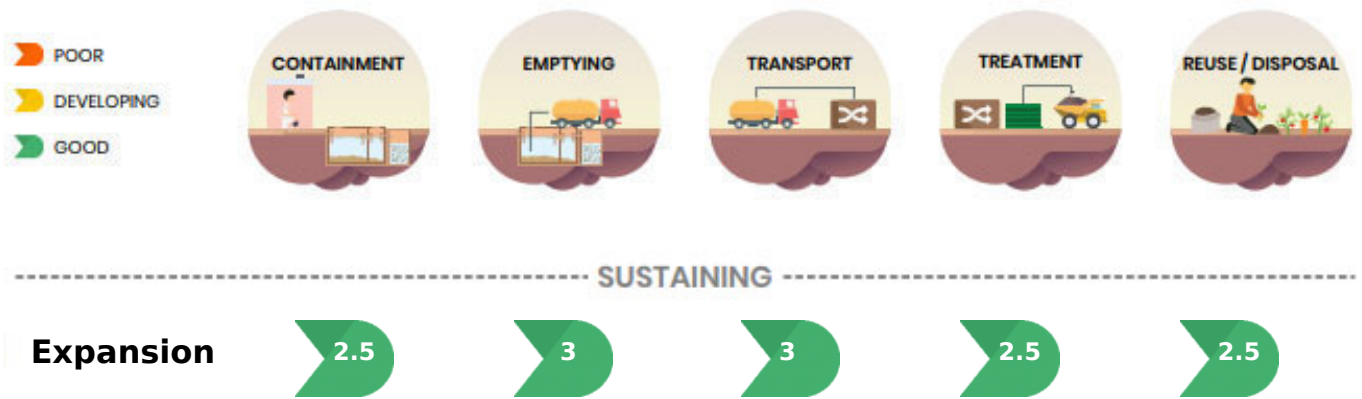 POOR
DEVELOPING
GOOD
CONTAINMENT
EMPTYING
TRANSPORT
TREATMENT
REUSE / DISPOSAL
SUSTAINING
Expansion 2.5 3 3 2.5 2.5